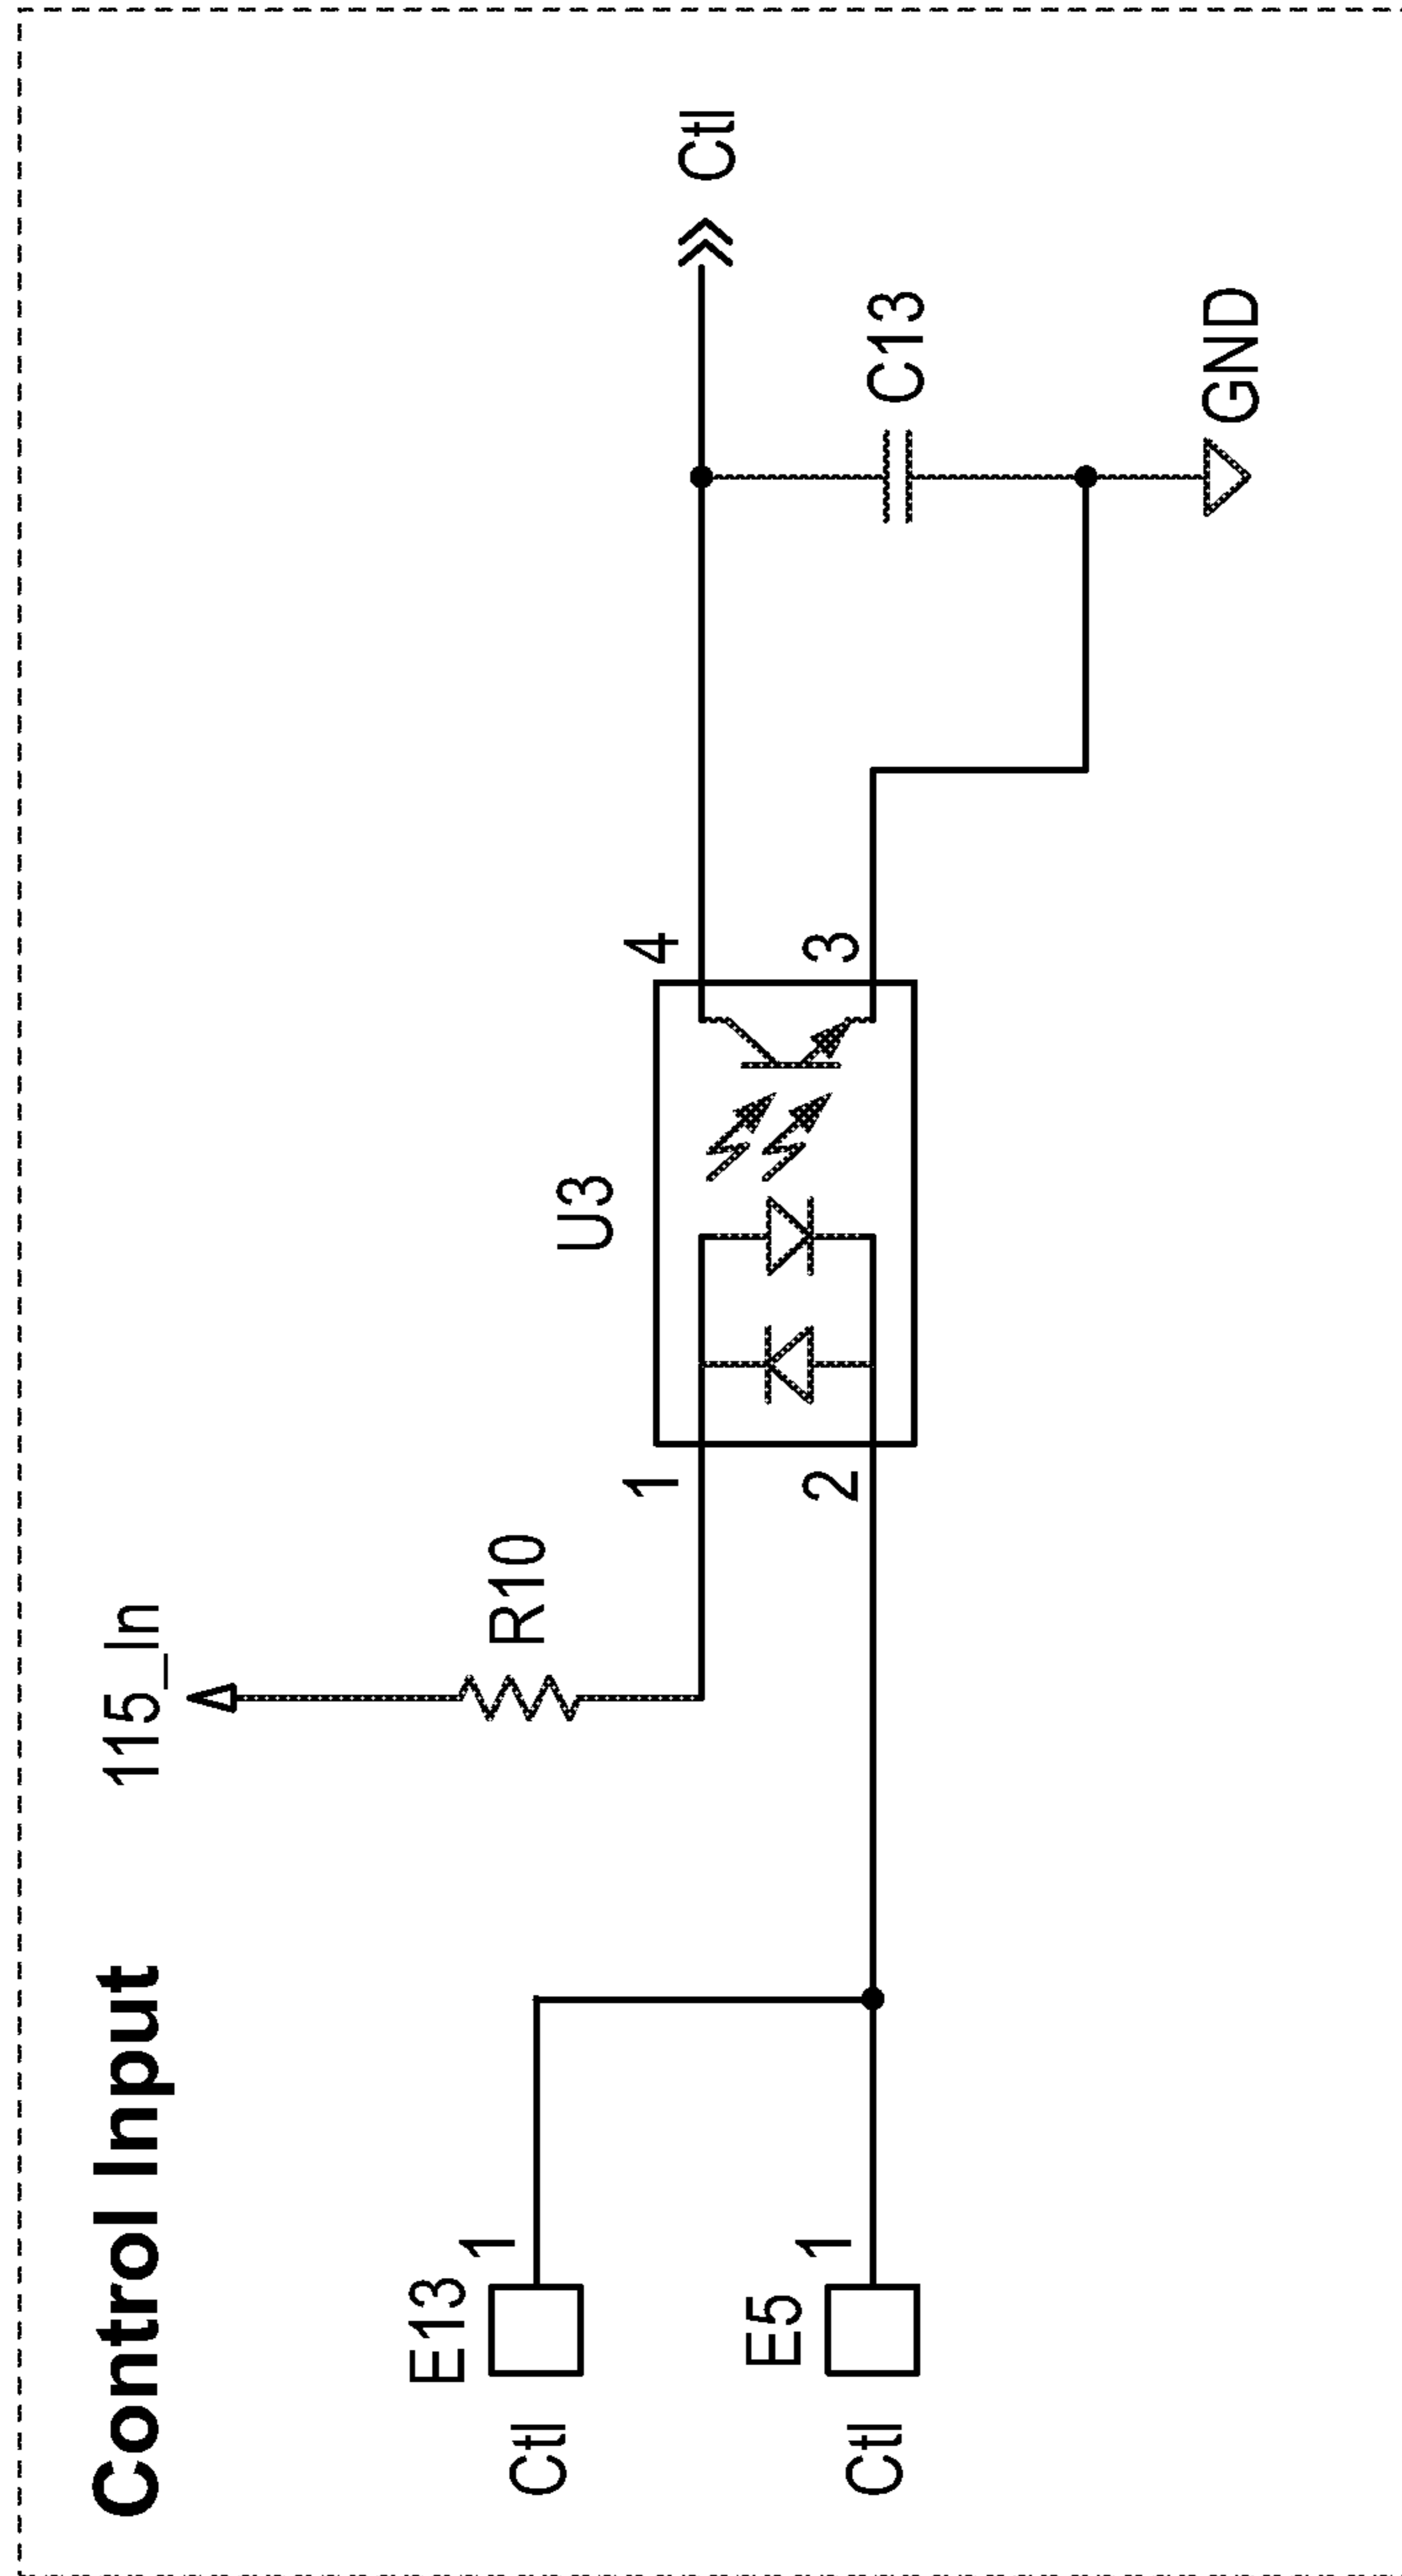 Control Input
115_In
R10
U3
1
4
2
3
E13
1
Ctl
E5
1
Ctl
Ctl
C13
GND